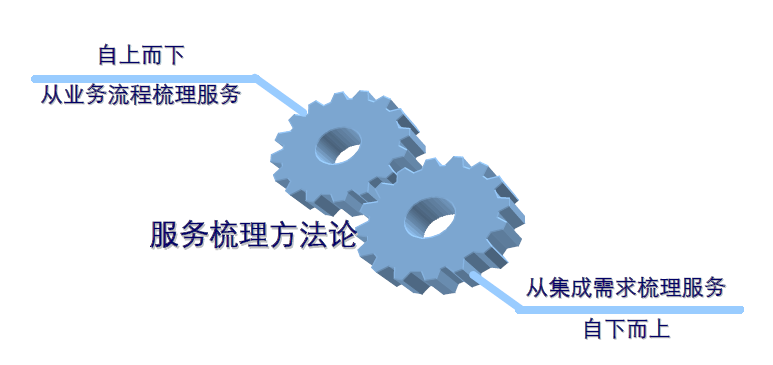 自上而下
从业务流程梳理服务
服务梳理方法论
从集成需求梳理服务
自下而上